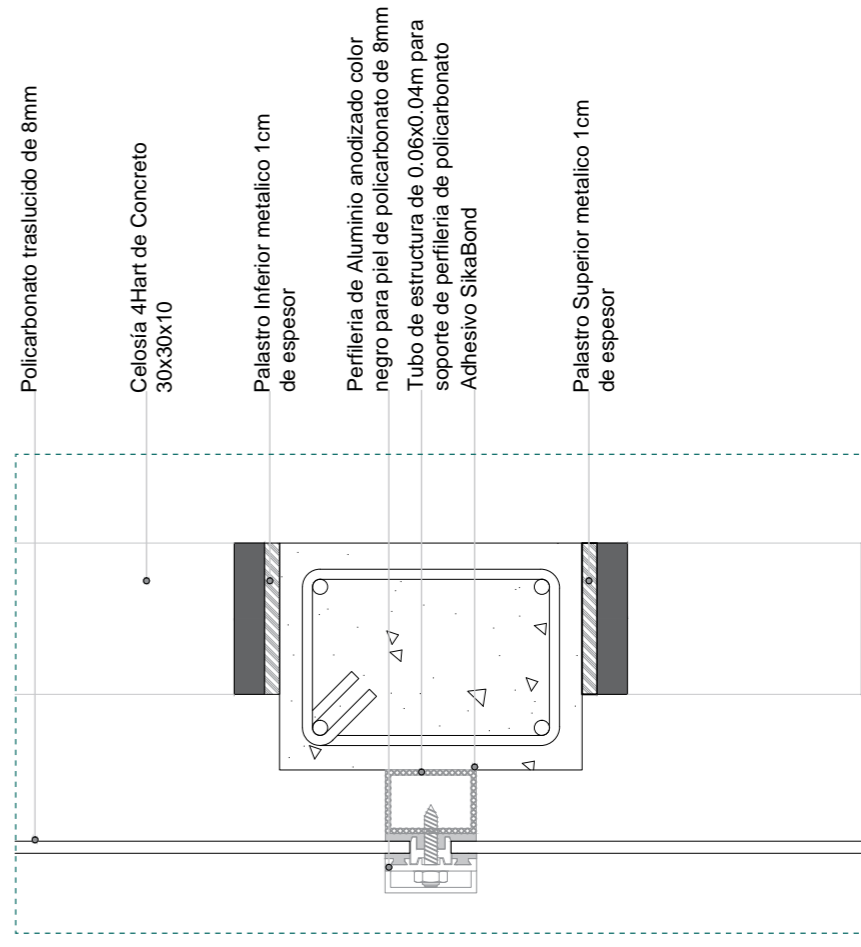 Policarbonato traslucido de 8mm
Celosía 4Hart de Concreto
30x30x10
Palastro Inferior metalico 1cm
de espesor
Perfileria de Aluminio anodizado color
negro para piel de policarbonato de 8mm
Tubo de estructura de 0.06x0.04m para
soporte de perfileria de policarbonato
Adhesivo SikaBond
Palastro Superior metalico 1cm
de espesor